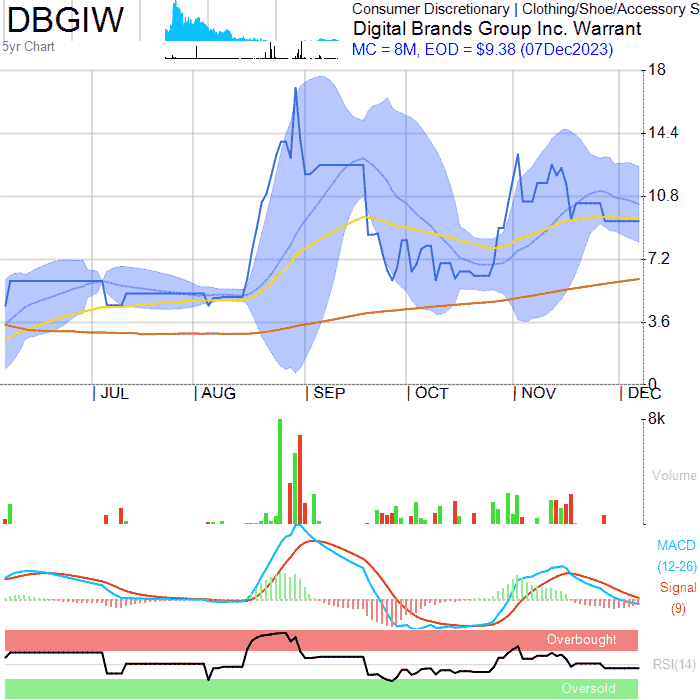 DBGIW
5yr Chart
Consumer Discretionary | Clothing/Shoe/Accessory S
Digital Brands Group Inc. Warrant
MC = 8M, EOD = $9.38 (07Dec2023)
18
14.4
10.8
7.2
3.6
0
JUL AUG SEP OCT NOV DEC
8k
Volume
MACD
(12-26)
Signal
(9)
Overbought
RSI(14)
Oversold